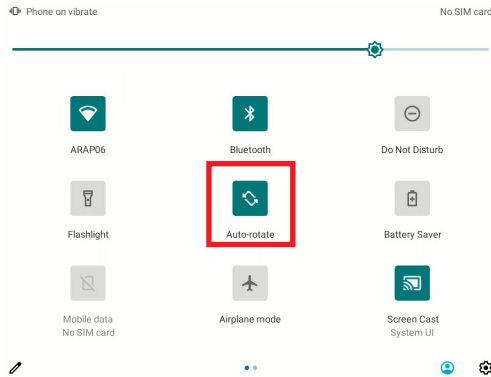 Phone on vibrate
No SIM card
ARAP06
Bluetooth
Do Not Disturb
Flashlight
Auto-rotate
Battery Saver
Mobile data
No SIM card
Airplane mode
Screen Cast
System UI